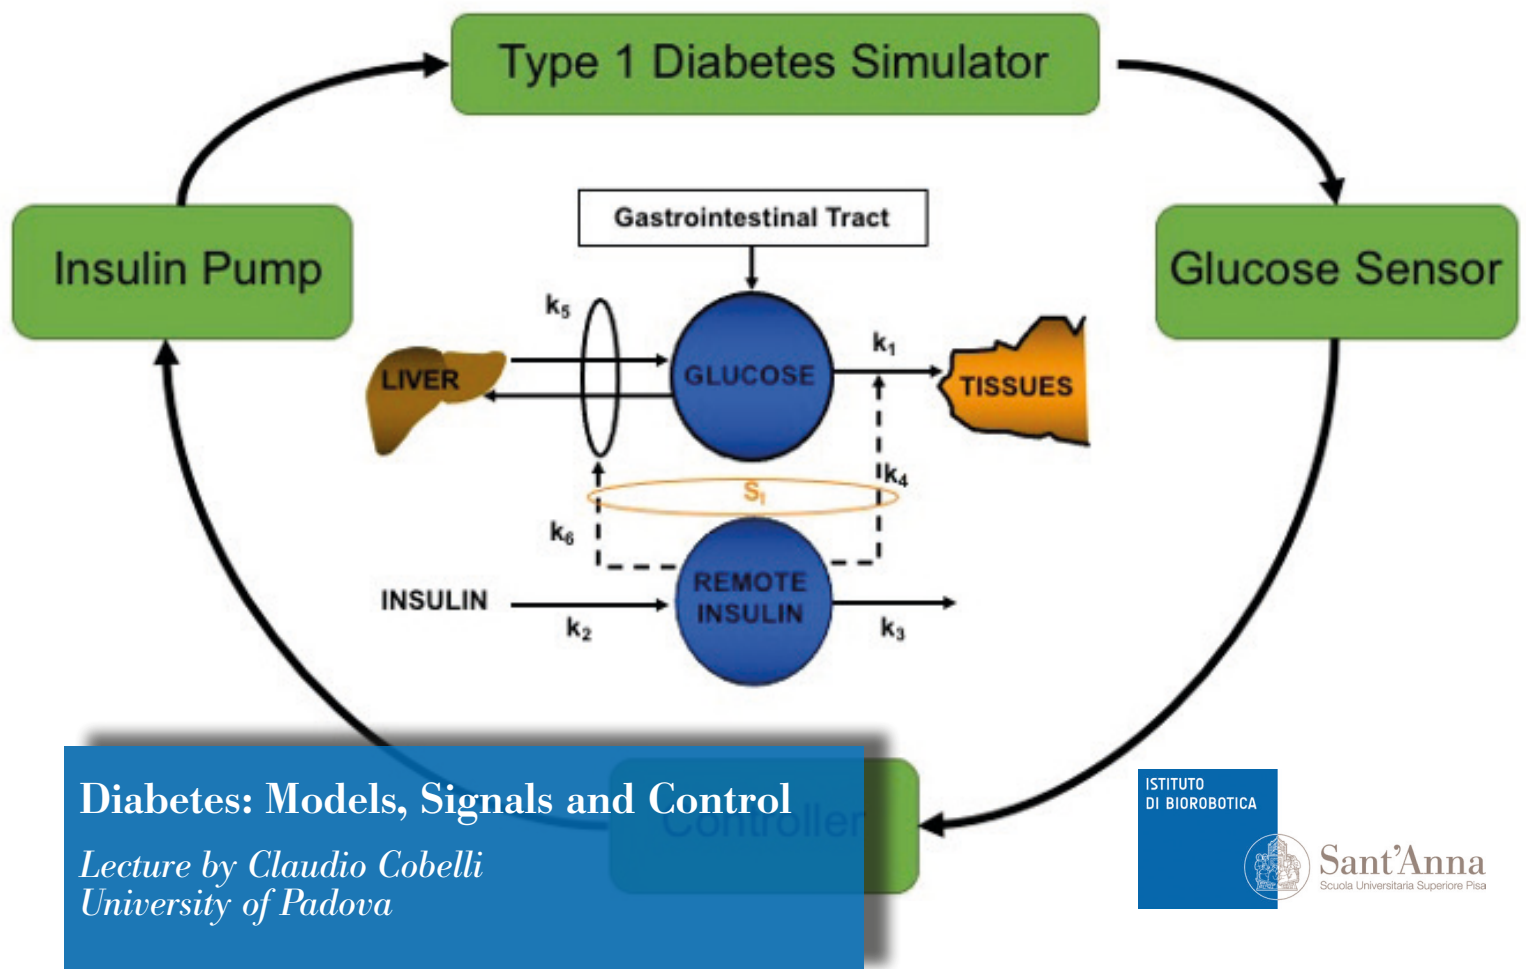 Type 1 Diabetes Simulator
Insulin Pump
Glucose Sensor
Gastrointestinal Tract
k5
LIVER
GLUCOSE
k1
TISSUES
SI
k4
k6
REMOTE
INSULIN
INSULIN
k2
k3
Controller
Diabetes: Models, Signals and Control
Lecture by Claudio Cobelli
University of Padova
ISTITUTO
DI BIOROBOTICA
Sant'Anna
Scuola Universitaria Superiore Pisa